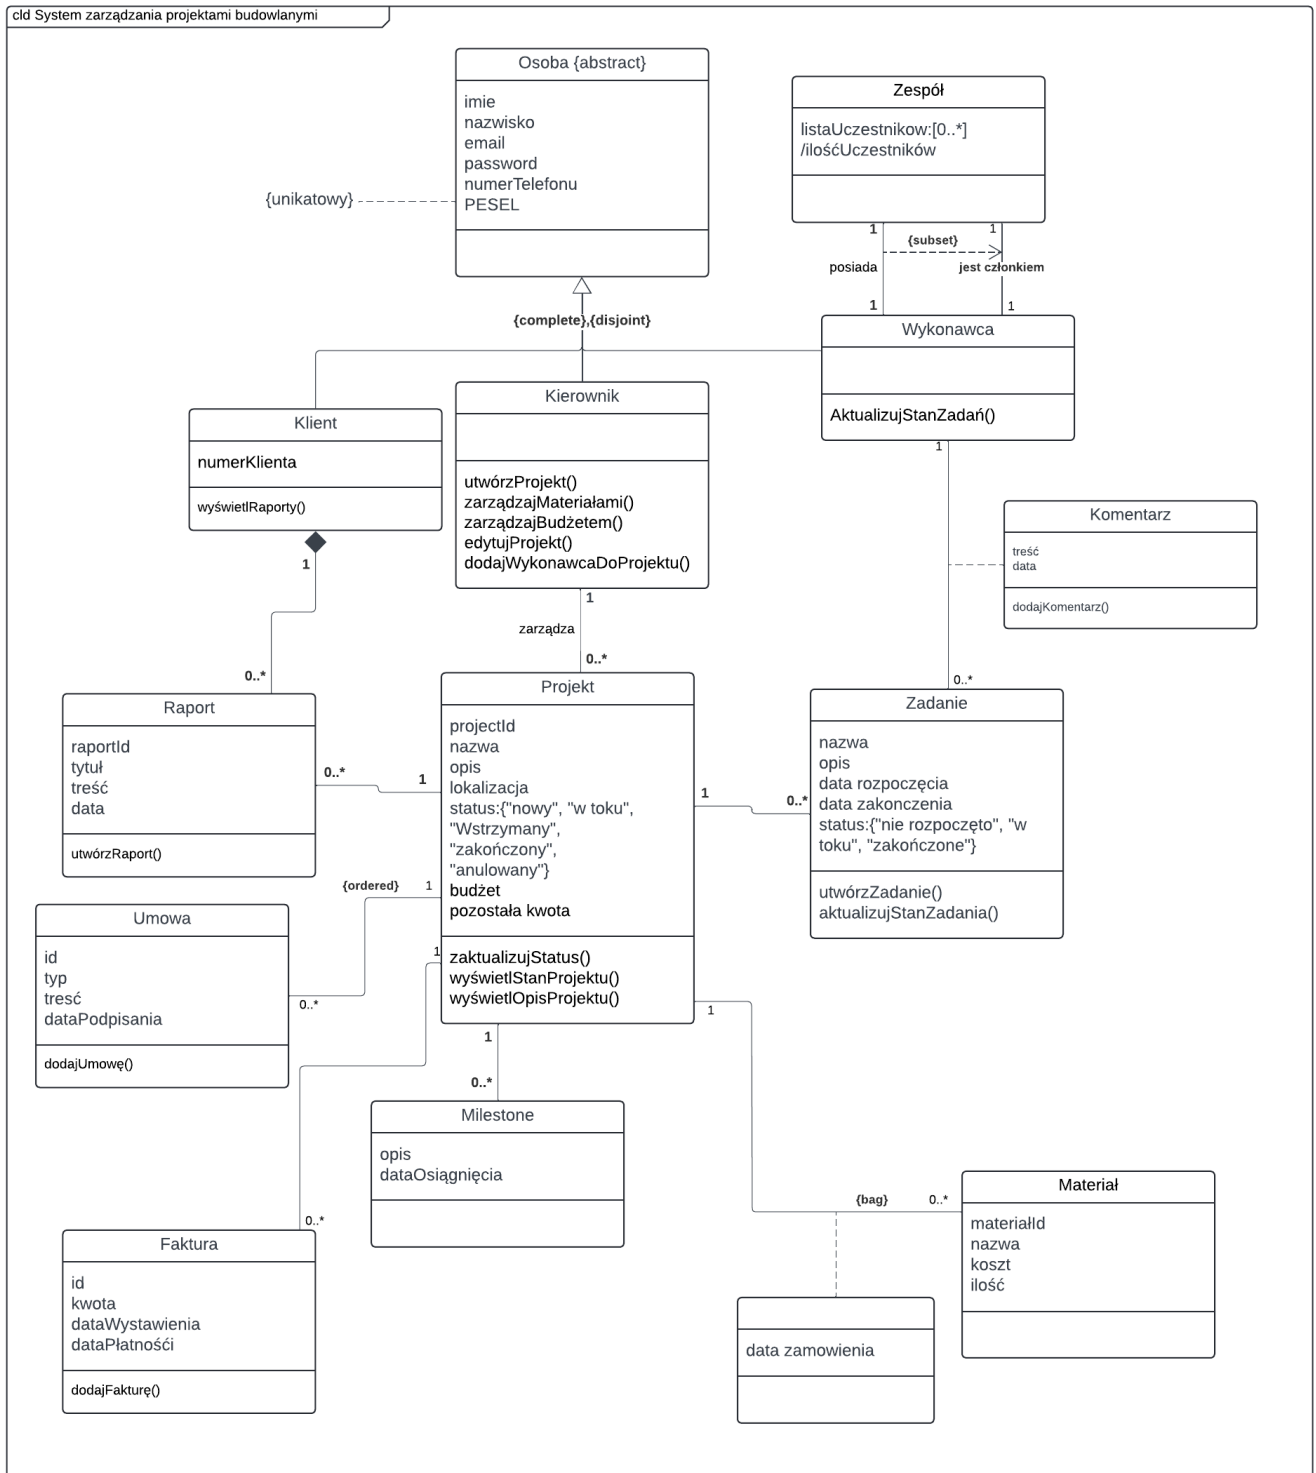 cld System zarządzania projektami budowlanymi
Osoba {abstract}
imie
nazwisko
email
password
numerTelefonu
PESEL
{unikatowy}
Zespół
listaUczestnikow:[0..*]
/ilośćUczestników
1
1
{subset}
posiada
jest członkiem
1
1
{complete},{disjoint}
Wykonawca
AktualizujStanZadań()
1
Kierownik
utwórzProjekt()
zarządzajMateriałami()
zarządzajBudżetem()
edytujProjekt()
dodajWykonawcaDoProjektu()
Klient
numerKlienta
wyświetlRaporty()
1
0..*
Komentarz
treść
data
dodajKomentarz()
1
zarządza
0..*
0..*
Raport
raportId
tytuł
treść
data
utwórzRaport()
0..*
1
Projekt
projectId
nazwa
opis
lokalizacja
status:{"nowy", "w toku",
"Wstrzymany",
"zakończony",
"anulowany"}
budżet
pozostała kwota
zaktualizujStatus()
wyświetlStanProjektu()
wyświetlOpisProjektu()
1
0..*
Zadanie
nazwa
opis
data rozpoczęcia
data zakonczenia
status:{"nie rozpoczęto", "w
toku", "zakończone"}
utwórzZadanie()
aktualizujStanZadania()
{ordered}
1
0..*
Umowa
id
typ
tresć
dataPodpisania
dodajUmowę()
1
0..*
1
0..*
Milestone
opis
dataOsiągnięcia
Faktura
id
kwota
dataWystawienia
dataPłatnośći
dodajFakturę()
1
{bag}
0..*
Materiał
materiałId
nazwa
koszt
ilość
data zamowienia